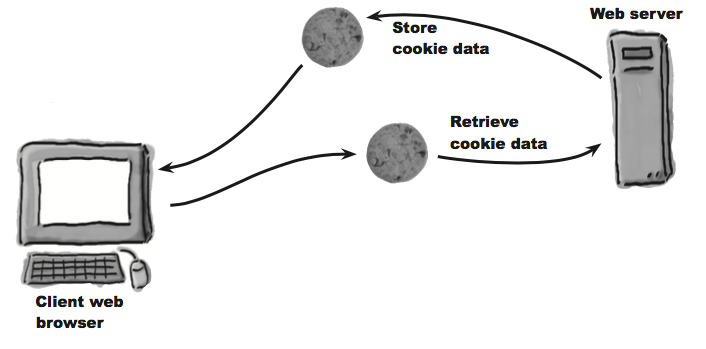 Web server
Store
cookie data
Retrieve
cookie data
Client web
browser